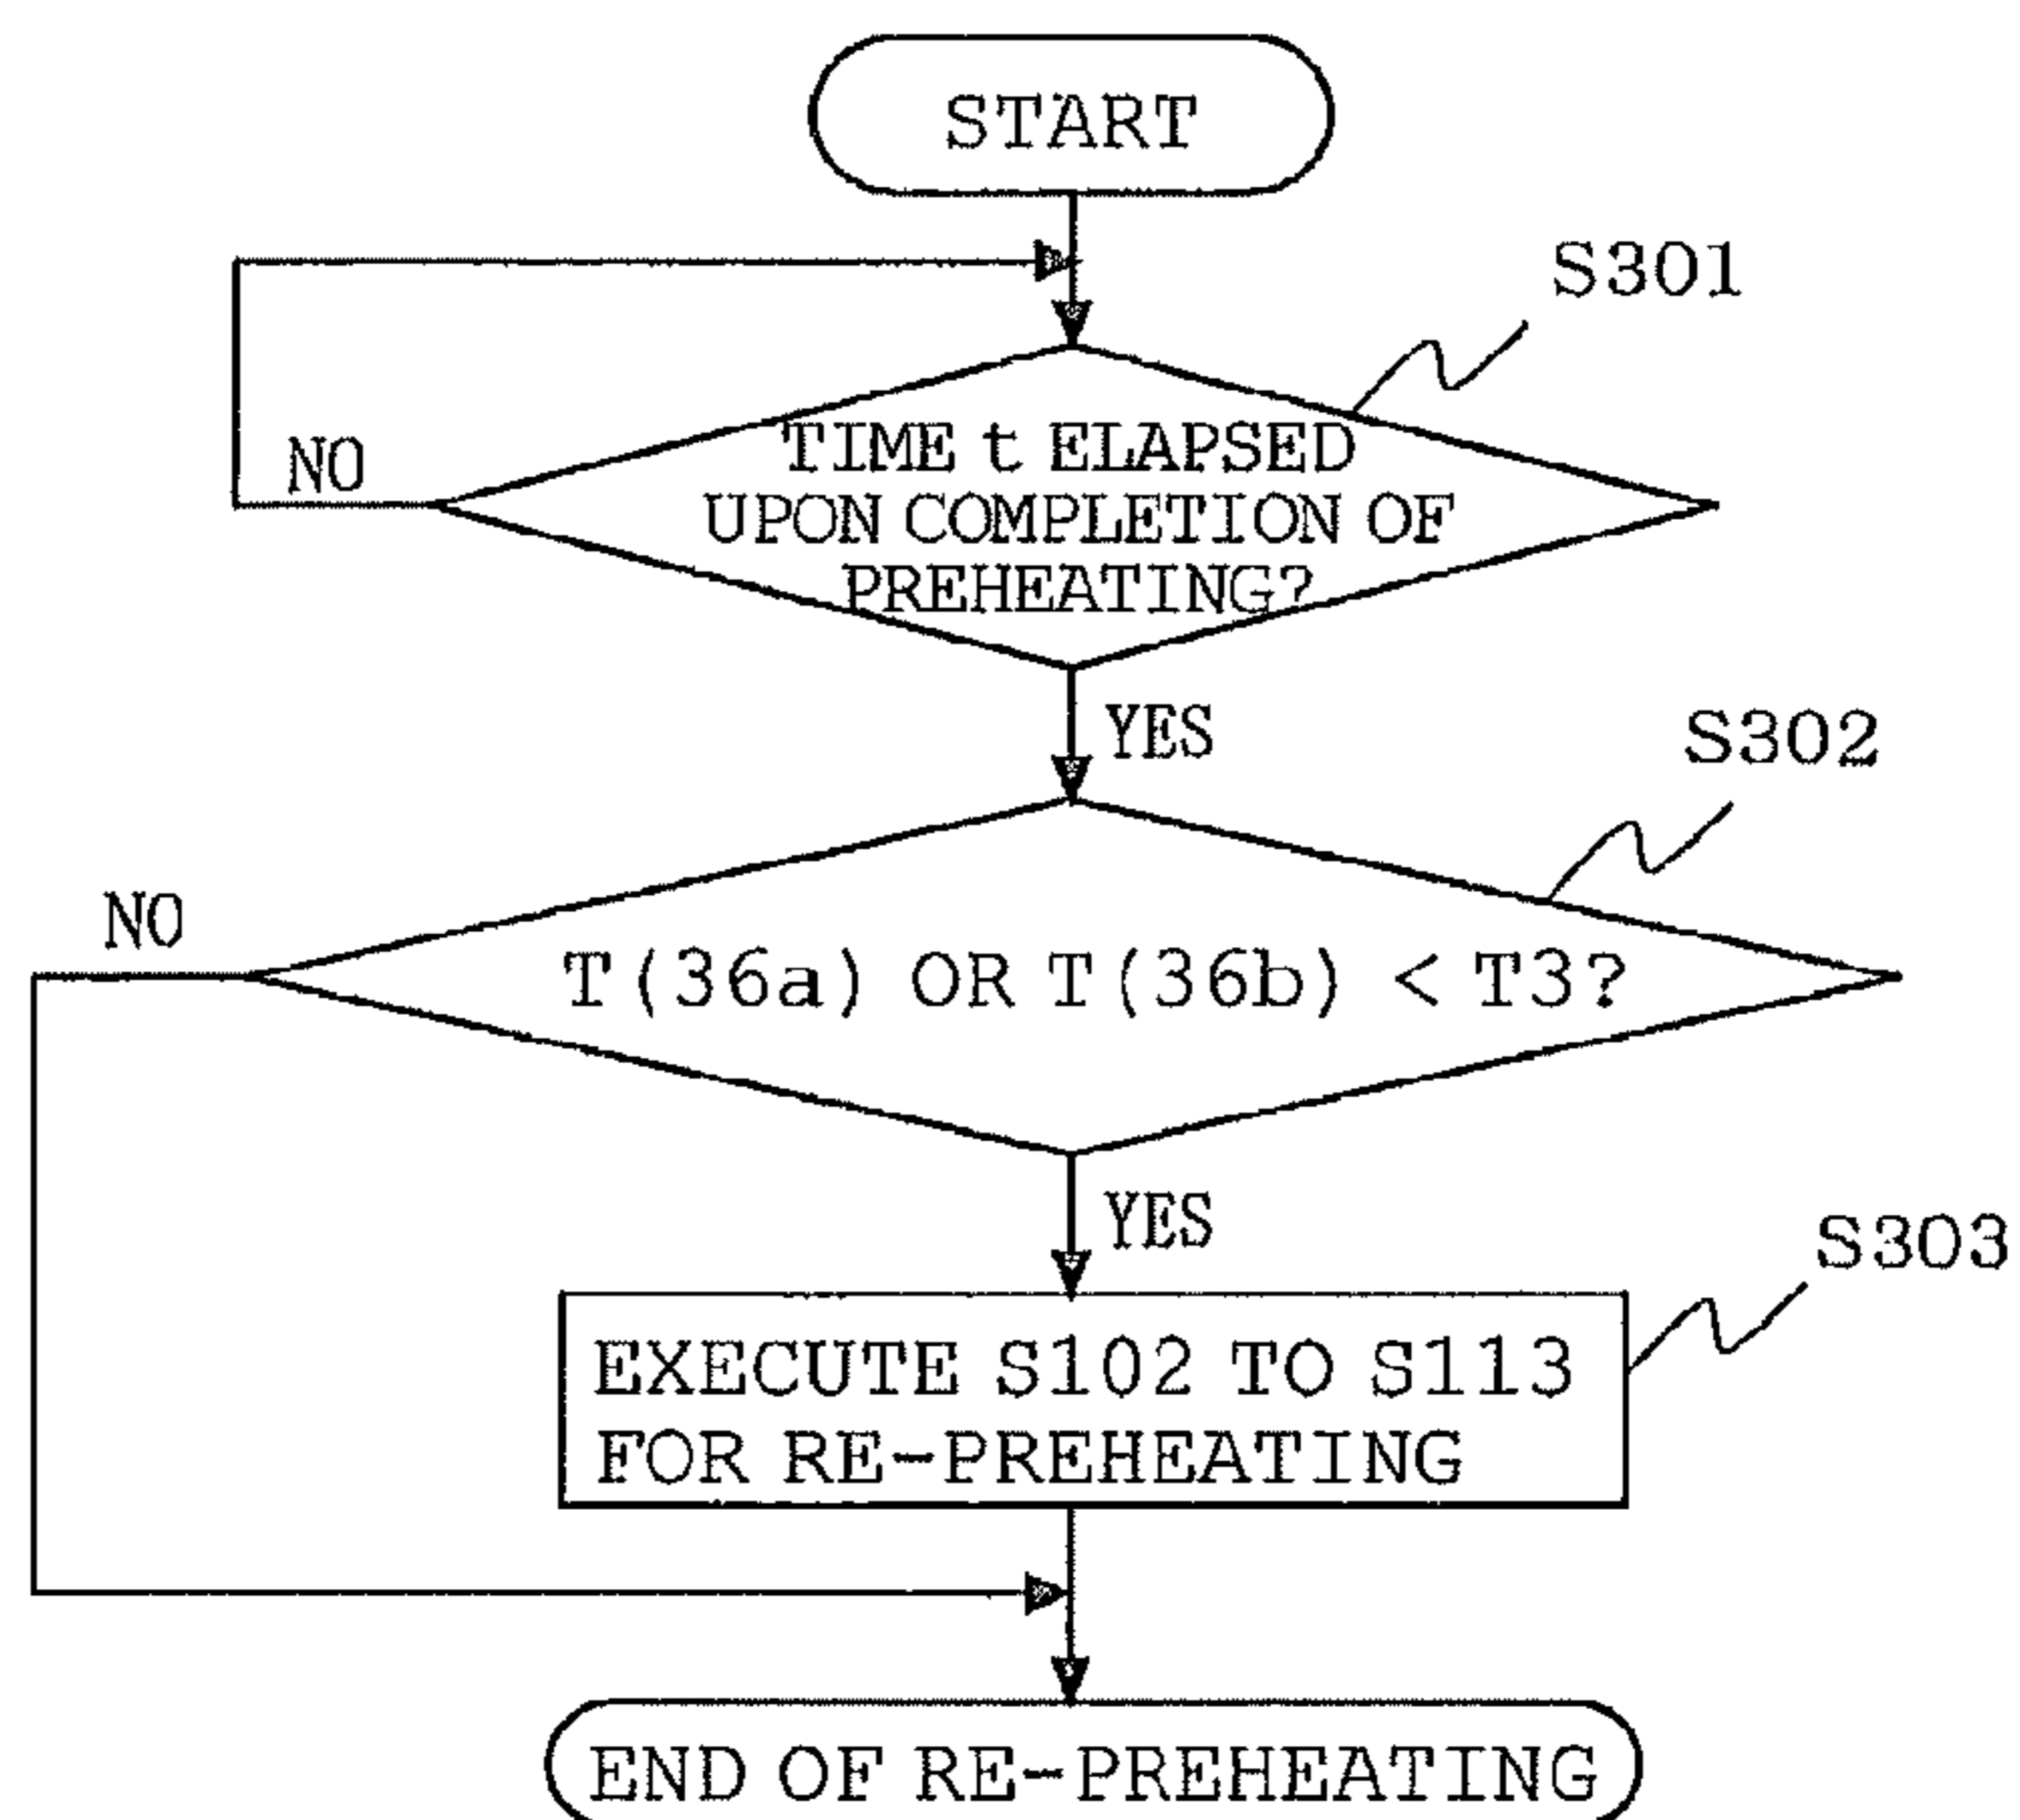 START
S301
TIME t ELAPSED
NO
UPON COMPLETION OF
PREHEATING?
YES
S302
NO
T(36a) OR T(36b) < T3?
YES
S303
EXECUTE S102 TO S113
FOR RE-PREHEATING
END OF RE-PREHEATING